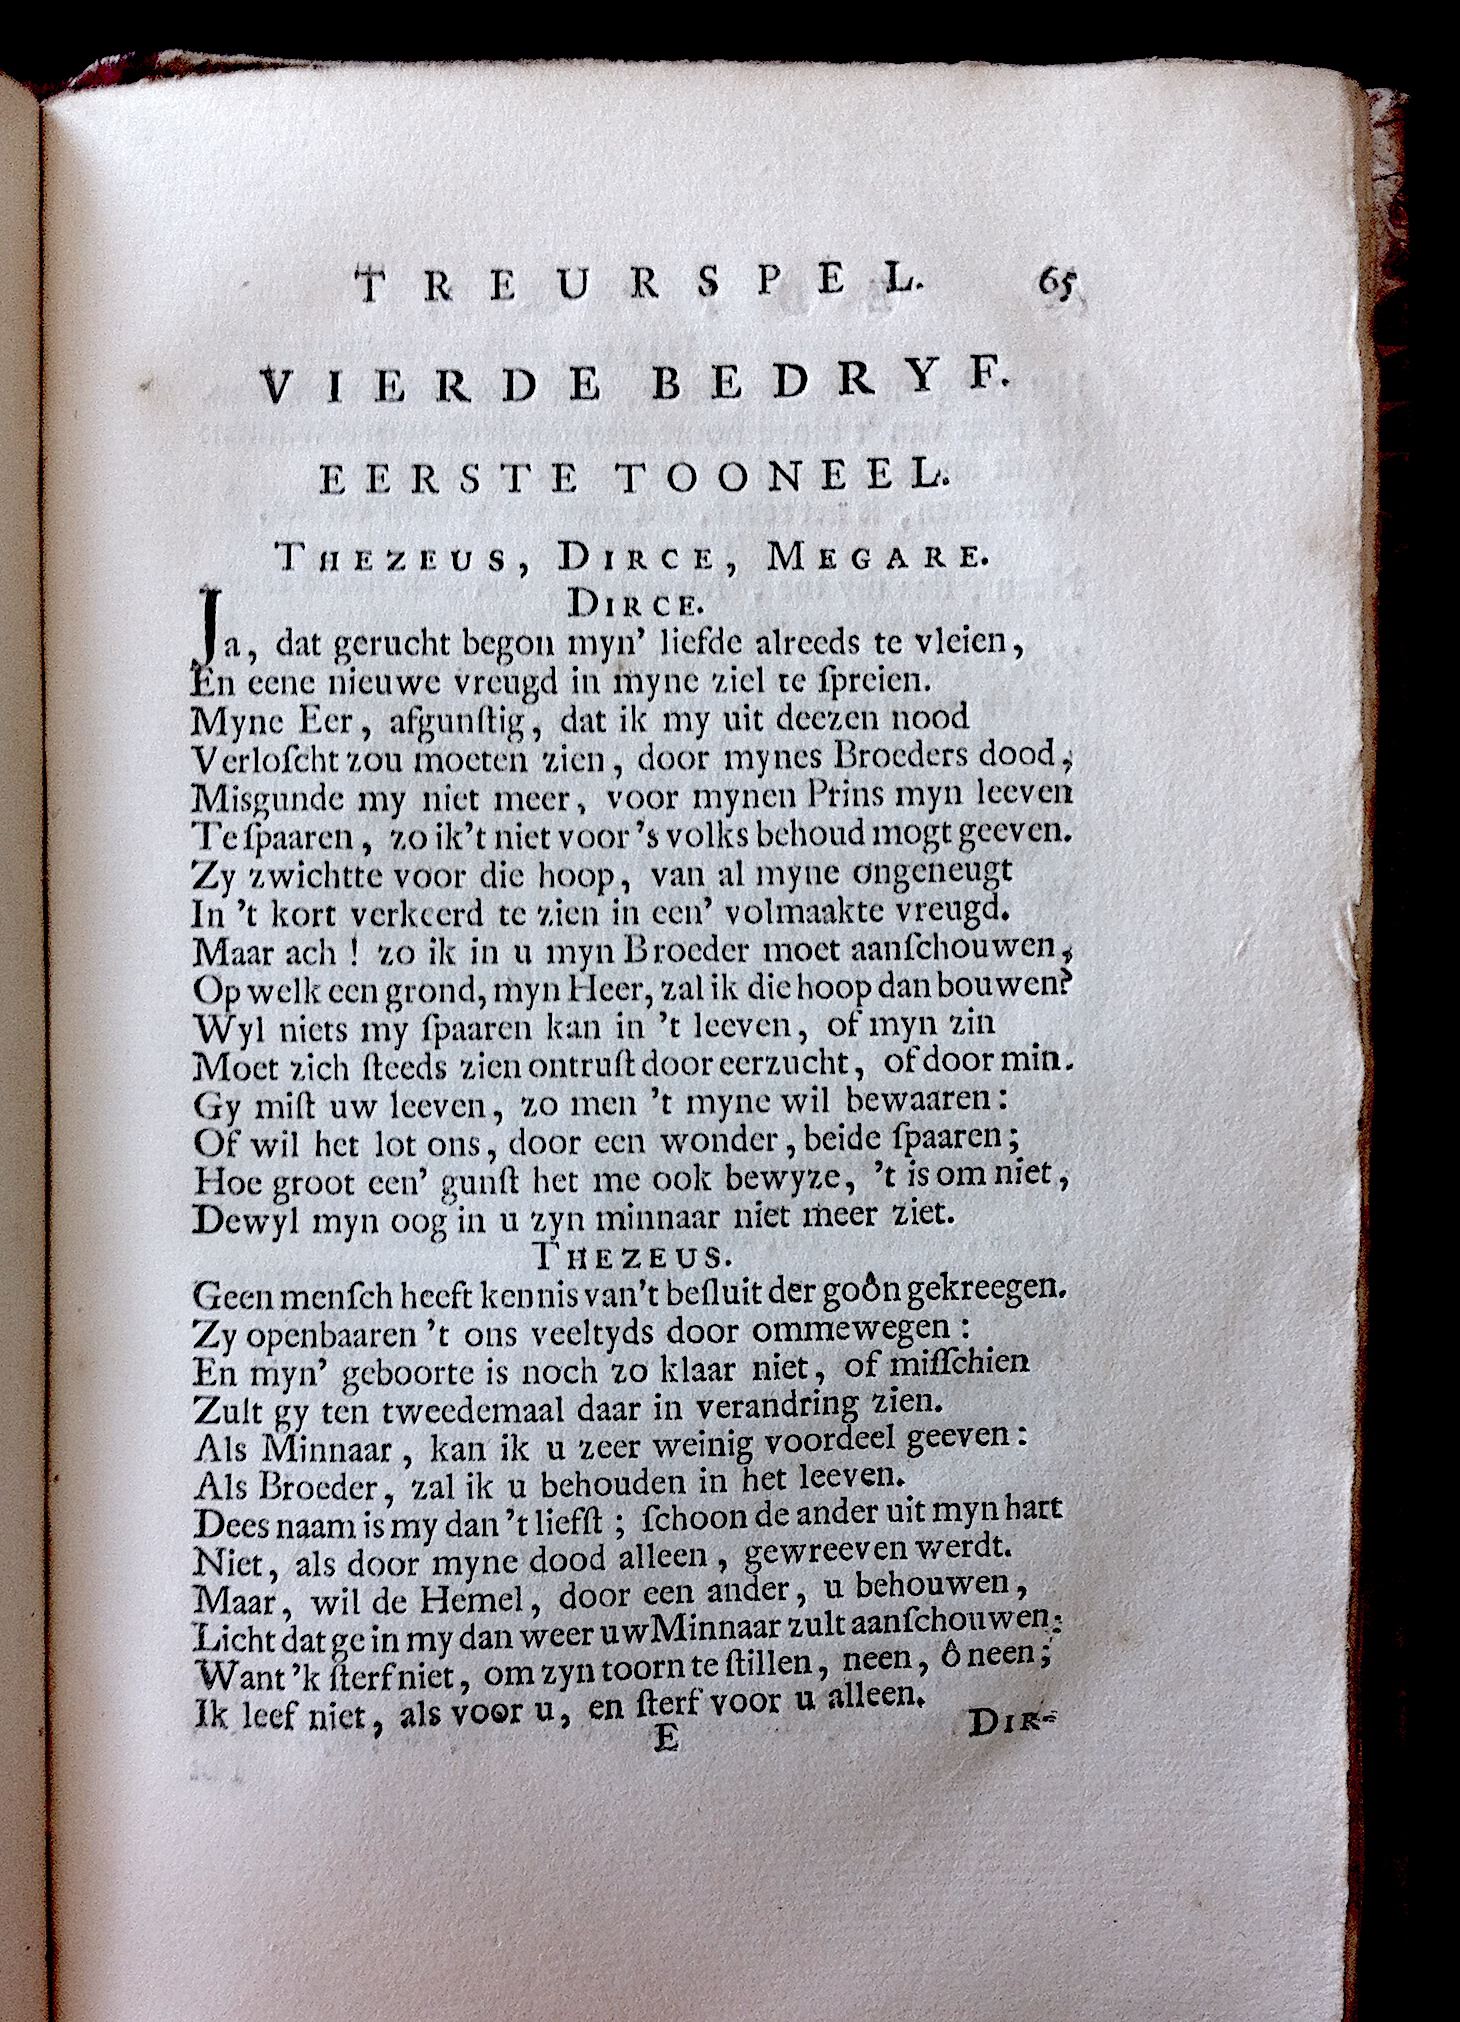 TREURSPEL. 65
VIERDE BEDRYF.
EERSTE TOONEEL.
THEZEUS, DIRCE, MEGARE.
DIRCE.
Ja, dat gerucht begon myn’ liefde alreeds te vleien,
En eene nieuwe vreugd in myne ziel te ſpreien.
Myne Eer, afgunſtig, dat ik my uit deezen nood
Verloſcht zou moeten zien, door mynes Broeders dood,
Misgunde my niet meer, voor mynen Prins myn leeven
Te ſpaaren, zo ik’t niet voor ’s volks behoud mogt geeven.
Zy zwichtte voor die hoop, van al myne ongeneugt
In ’t kort verkeerd te zien in een’ volmaakte vreugd.
Maar ach! zo ik in u myn Broeder moet aanſchouwen,
Op welk een grond, myn Heer, zal ik die hoop dan bouwen?
Wyl niets my ſpaaren kan in ’t leeven, of myn zin
Moet zich ſteeds zien ontruſt door eerzucht, of door min.
Gy miſt uw leeven, zo men ’t myne wil bewaaren:
Of wil het lot ons, door een wonder, beide ſpaaren;
Hoe groot een’ gunſt het me ook bewyze, ’t is om niet,
Dewyl myn oog in u zyn minnaar niet meer ziet.
THEZEUS.
Geen menſch heeft kennis van’t beſluit der goôn gekreegen.
Zy openbaaren ’t ons veeltyds door ommewegen:
En myn’ geboorte is noch zo klaar niet, of miſſchien
Zult gy ten tweedemaal daar in verandring zien.
Als Minnaar, kan ik u zeer weinig voordeel geeven:
Als Broeder, zal ik u behouden in het leeven.
Dees naam is my dan ’t liefſt; ſchoon de ander uit myn hart
Niet, als door myne dood alleen, gewreeven werdt.
Maar, wil de Hemel, door een ander, u behouwen,
Licht dat ge in my dan weer uw Minnaar zult aanſchouwen:
Want ’k ſterf niet, om zyn toorn te ſtillen, neen, ô neen;
Ik leef niet, als voor u, en ſterf voor u alleen.
E DIR-